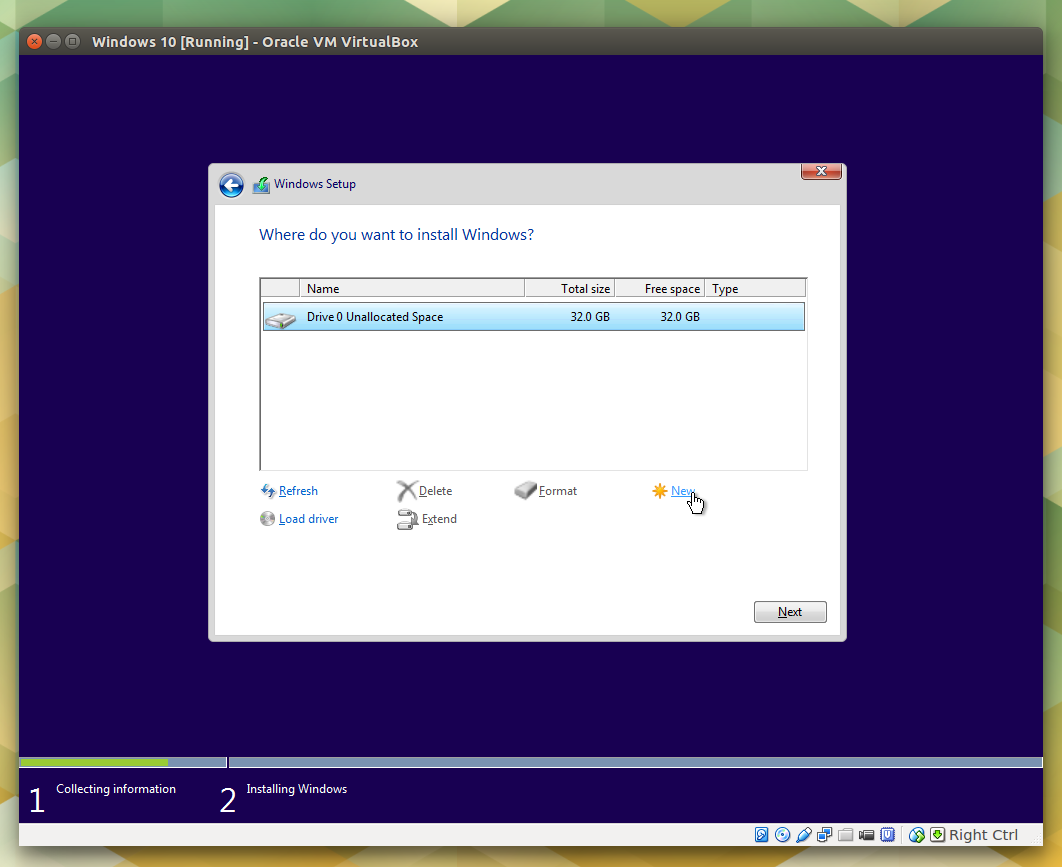 Windows 10 [Running] - Oracle VM VirtualBox
Windows Setup
Where do you want to install Windows?
Name Total size Free space Type
Drive 0 Unallocated Space 32.0 GB 32.0 GB
Refresh Delete Format New
Load driver Extend
Next
1 Collecting information 2 Installing Windows
Right Ctrl